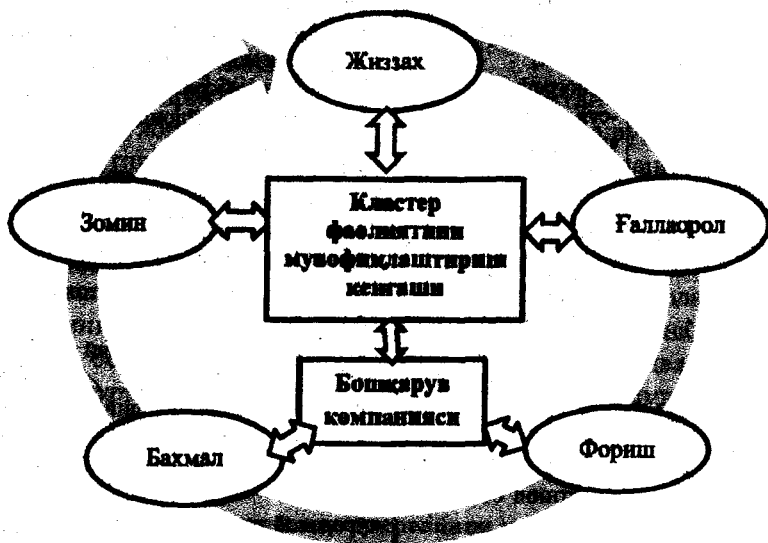 Жиззах
Зомин
Кластер
фаолиятини
мувофиқлаштириш
кенгаши
Ғаллаорол
Бошқарув
компанияси
Бахмал
Фориш